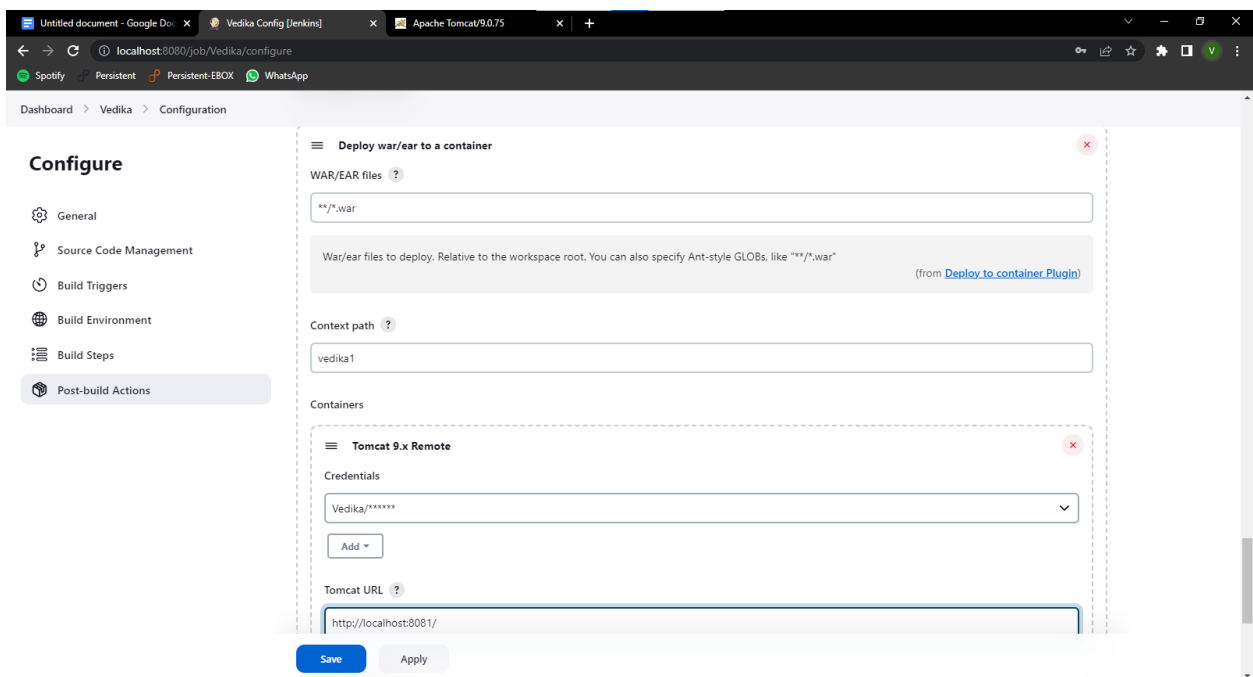 Untitled document - Google Doc
Vedika Config [Jenkins]
Apache Tomcat/9.0.75
localhost:8080/job/Vedika/configure
V
Spotify
Persistent
Persistent-EBOX
WhatsApp
Dashboard > Vedika > Configuration
Configure
General
Source Code Management
Build Triggers
Build Environment
Build Steps
Post-build Actions
Deploy war/ear to a container
WAR/EAR files ?
**/*.war
War/ear files to deploy. Relative to the workspace root. You can also specify Ant-style GLOBs, like "**/*.war"
(from Deploy to container Plugin)
Context path ?
vedika1
Containers
Tomcat 9.x Remote
Credentials
Vedika/******
Add
Tomcat URL ?
http://localhost:8081/
Save
Apply